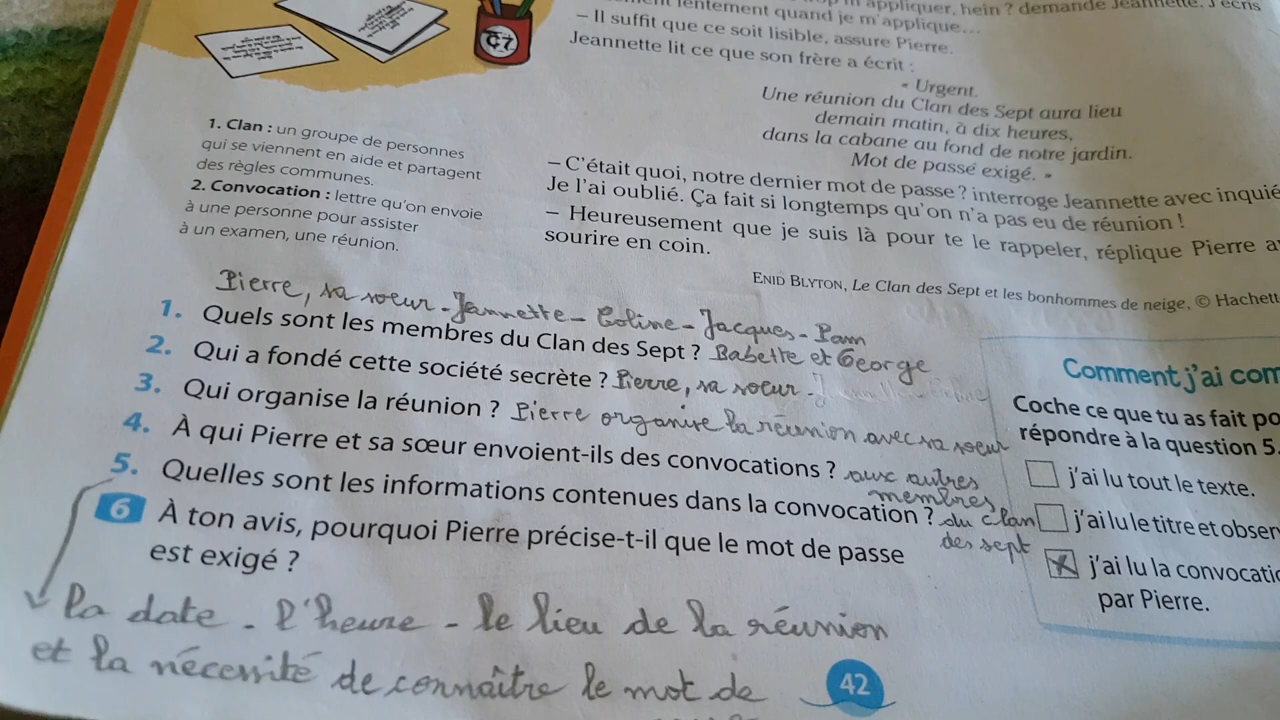 m'appliquer, hein ? demande Jeannette. J'écris
lentement quand je m'applique...
– Il suffit que ce soit lisible, assure Pierre.
Jeannette lit ce que son frère a écrit :
« Urgent.
Une réunion du Clan des Sept aura lieu
demain matin, à dix heures,
dans la cabane au fond de notre jardin.
Mot de passe exigé. »
– C'était quoi, notre dernier mot de passe ? interroge Jeannette avec inquié
Je l'ai oublié. Ça fait si longtemps qu'on n'a pas eu de réunion !
– Heureusement que je suis là pour te le rappeler, réplique Pierre a
sourire en coin.
ENID BLYTON, Le Clan des Sept et les bonhommes de neige, © Hachett
1. Clan : un groupe de personnes
qui se viennent en aide et partagent
des règles communes.
2. Convocation : lettre qu'on envoie
à une personne pour assister
à un examen, une réunion.
Pierre, sa soeur - Jannette - Coline - Jacques - Pam
1. Quels sont les membres du Clan des Sept ? Babette et George
2. Qui a fondé cette société secrète ? Pierre, sa soeur -
3. Qui organise la réunion ? Pierre organise la réunion avec sa soeur
4. À qui Pierre et sa sœur envoient-ils des convocations ? aux autres
membres
du clan
des sept
5. Quelles sont les informations contenues dans la convocation ?
6 À ton avis, pourquoi Pierre précise-t-il que le mot de passe
est exigé ?
la date - l'heure - le lieu de la réunion
et la nécessité de connaître le mot de
Comment j'ai com
Coche ce que tu as fait po
répondre à la question 5.
j'ai lu tout le texte.
j'ai lu le titre et obser
j'ai lu la convocatio
par Pierre.
42